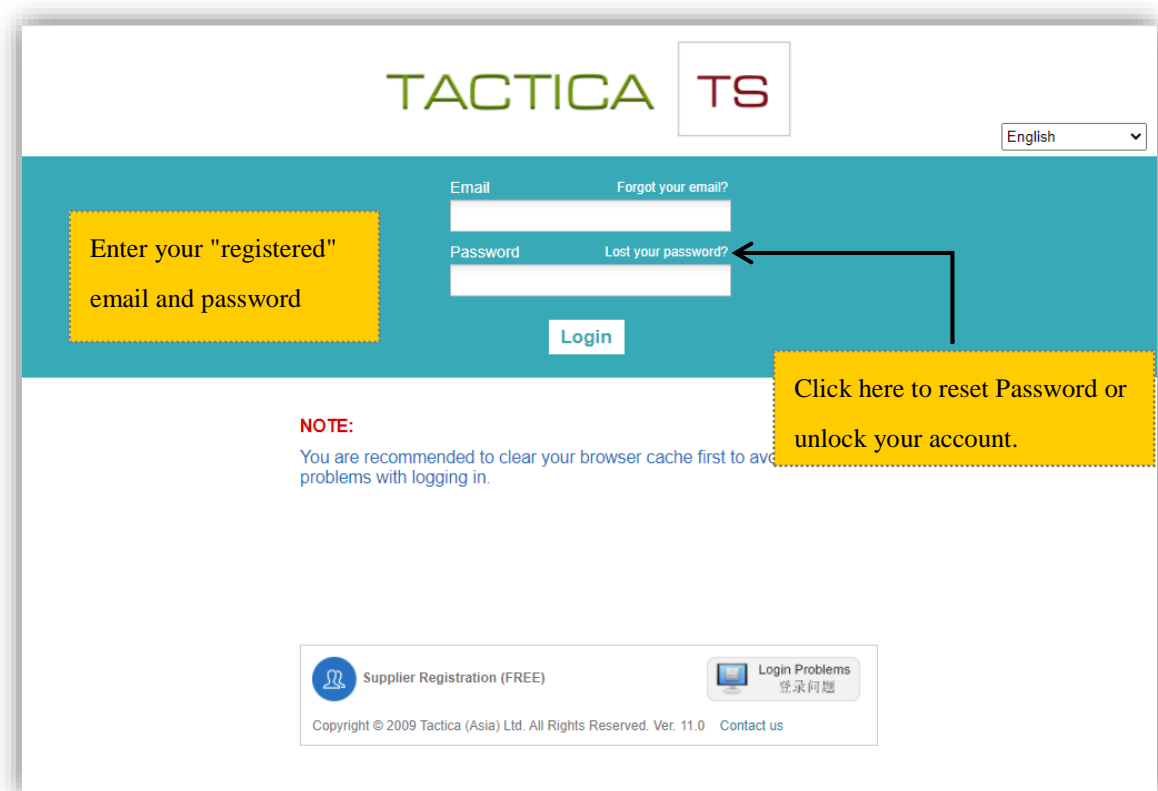 TACTICA TS
English
Email Forgot your email?
Enter your "registered"
email and password
Password Lost your password?
Login
Click here to reset Password or
unlock your account.
NOTE:
You are recommended to clear your browser cache first to avo
problems with logging in.
Supplier Registration (FREE)
Login Problems
登录问题
Copyright © 2009 Tactica (Asia) Ltd. All Rights Reserved. Ver. 11.0 Contact us